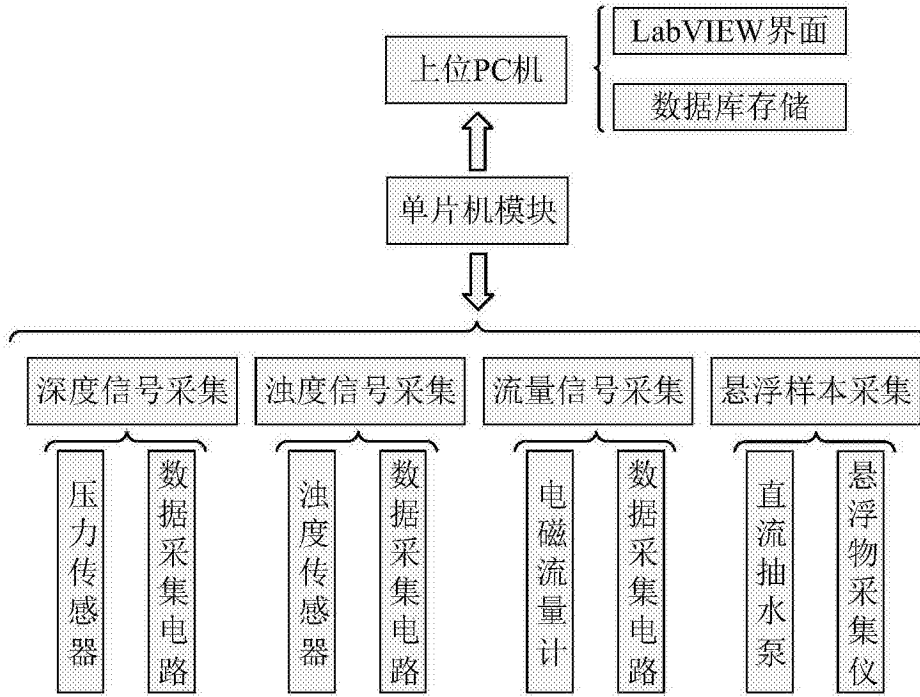 LabVIEW界面
上位PC机
数据库存储
单片机模块
深度信号采集
浊度信号采集
流量信号采集
悬浮样本采集
压力传感器
数据采集电路
浊度传感器
数据采集电路
电磁流量计
数据采集电路
直流抽水泵
悬浮物采集仪